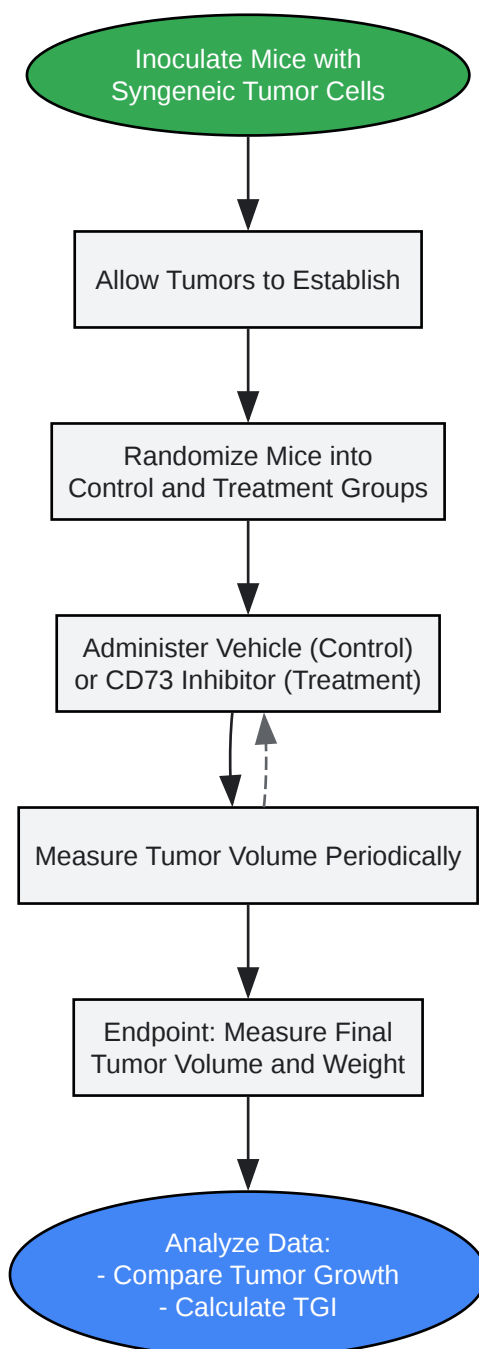 Inoculate Mice with
Syngeneic Tumor Cells
Allow Tumors to Establish
Randomize Mice into
Control and Treatment Groups
Administer Vehicle (Control)
or CD73 Inhibitor (Treatment)
Measure Tumor Volume Periodically
Endpoint: Measure Final
Tumor Volume and Weight
Analyze Data:
- Compare Tumor Growth
- Calculate TGI